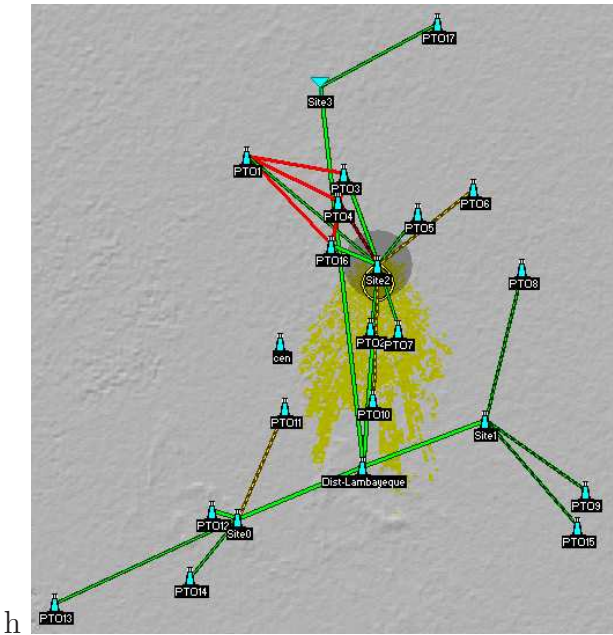 PTO17
Site3
PTO1
PTO3
PTO4
PTO6
PTO5
PTO16
Site2
PTO8
PTO2
PTO7
cen
PTO10
PTO11
Site1
Dist-Lambayeque
PTO9
PTO12
Site0
PTO15
PTO14
PTO13
h